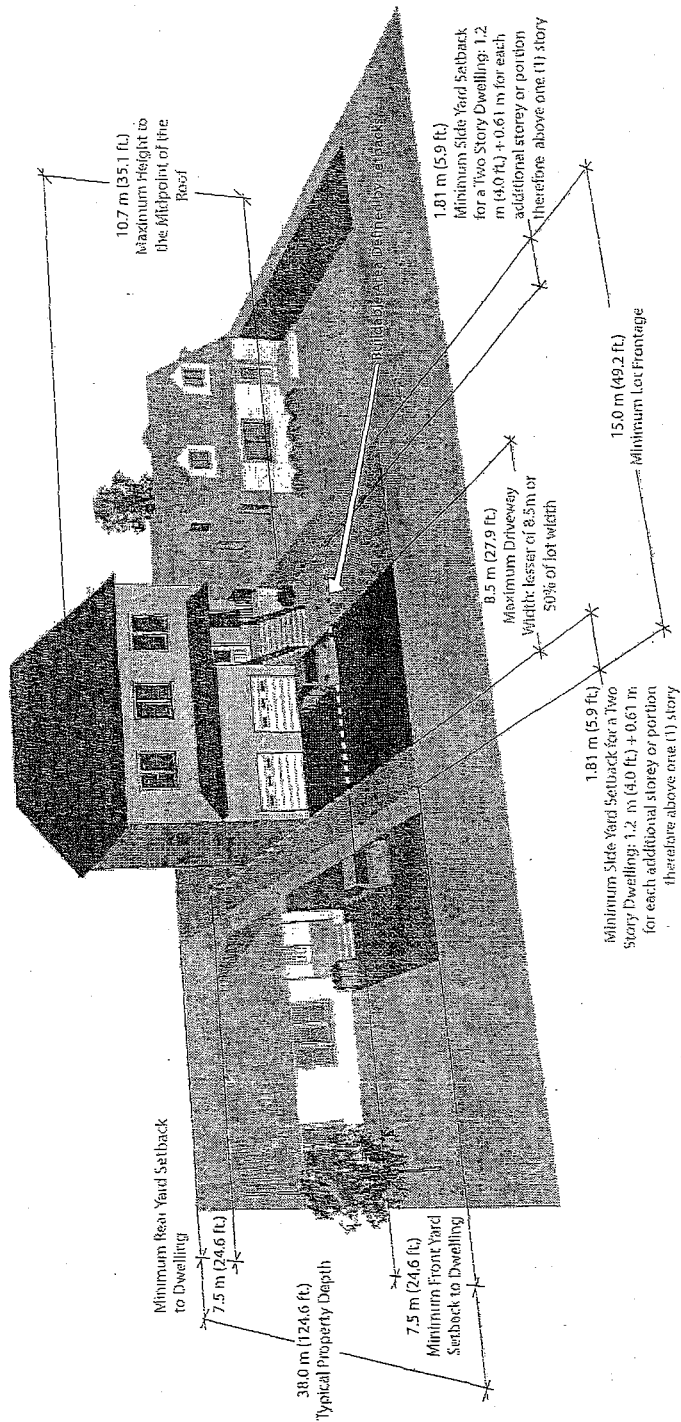 Minimum Rear Yard Setback
to Dwelling
7.5 m (24.6 ft.)
38.0 m (124.6 ft.)
Typical Property Depth
7.5 m (24.6 ft.)
Minimum Front Yard
Setback to Dwelling
10.7 m (35.1 ft.)
Maximum Height to
the Midpoint of the
Roof
Buildable Area Defined by Setbacks
1.81 m (5.9 ft.)
Minimum Side Yard Setback
for a Two Story Dwelling: 1.2
m (4.0 ft.) + 0.61 m for each
additional storey or portion
therefore above one (1) story
8.5 m (27.9 ft.)
Maximum Driveway
Width: lesser of 8.5m or
50% of lot width
15.0 m (49.2 ft.)
Minimum Lot Frontage
1.81 m (5.9 ft.)
Minimum Side Yard Setback for a Two
Story Dwelling: 1.2 m (4.0 ft.) + 0.61 m
for each additional storey or portion
therefore above one (1) story